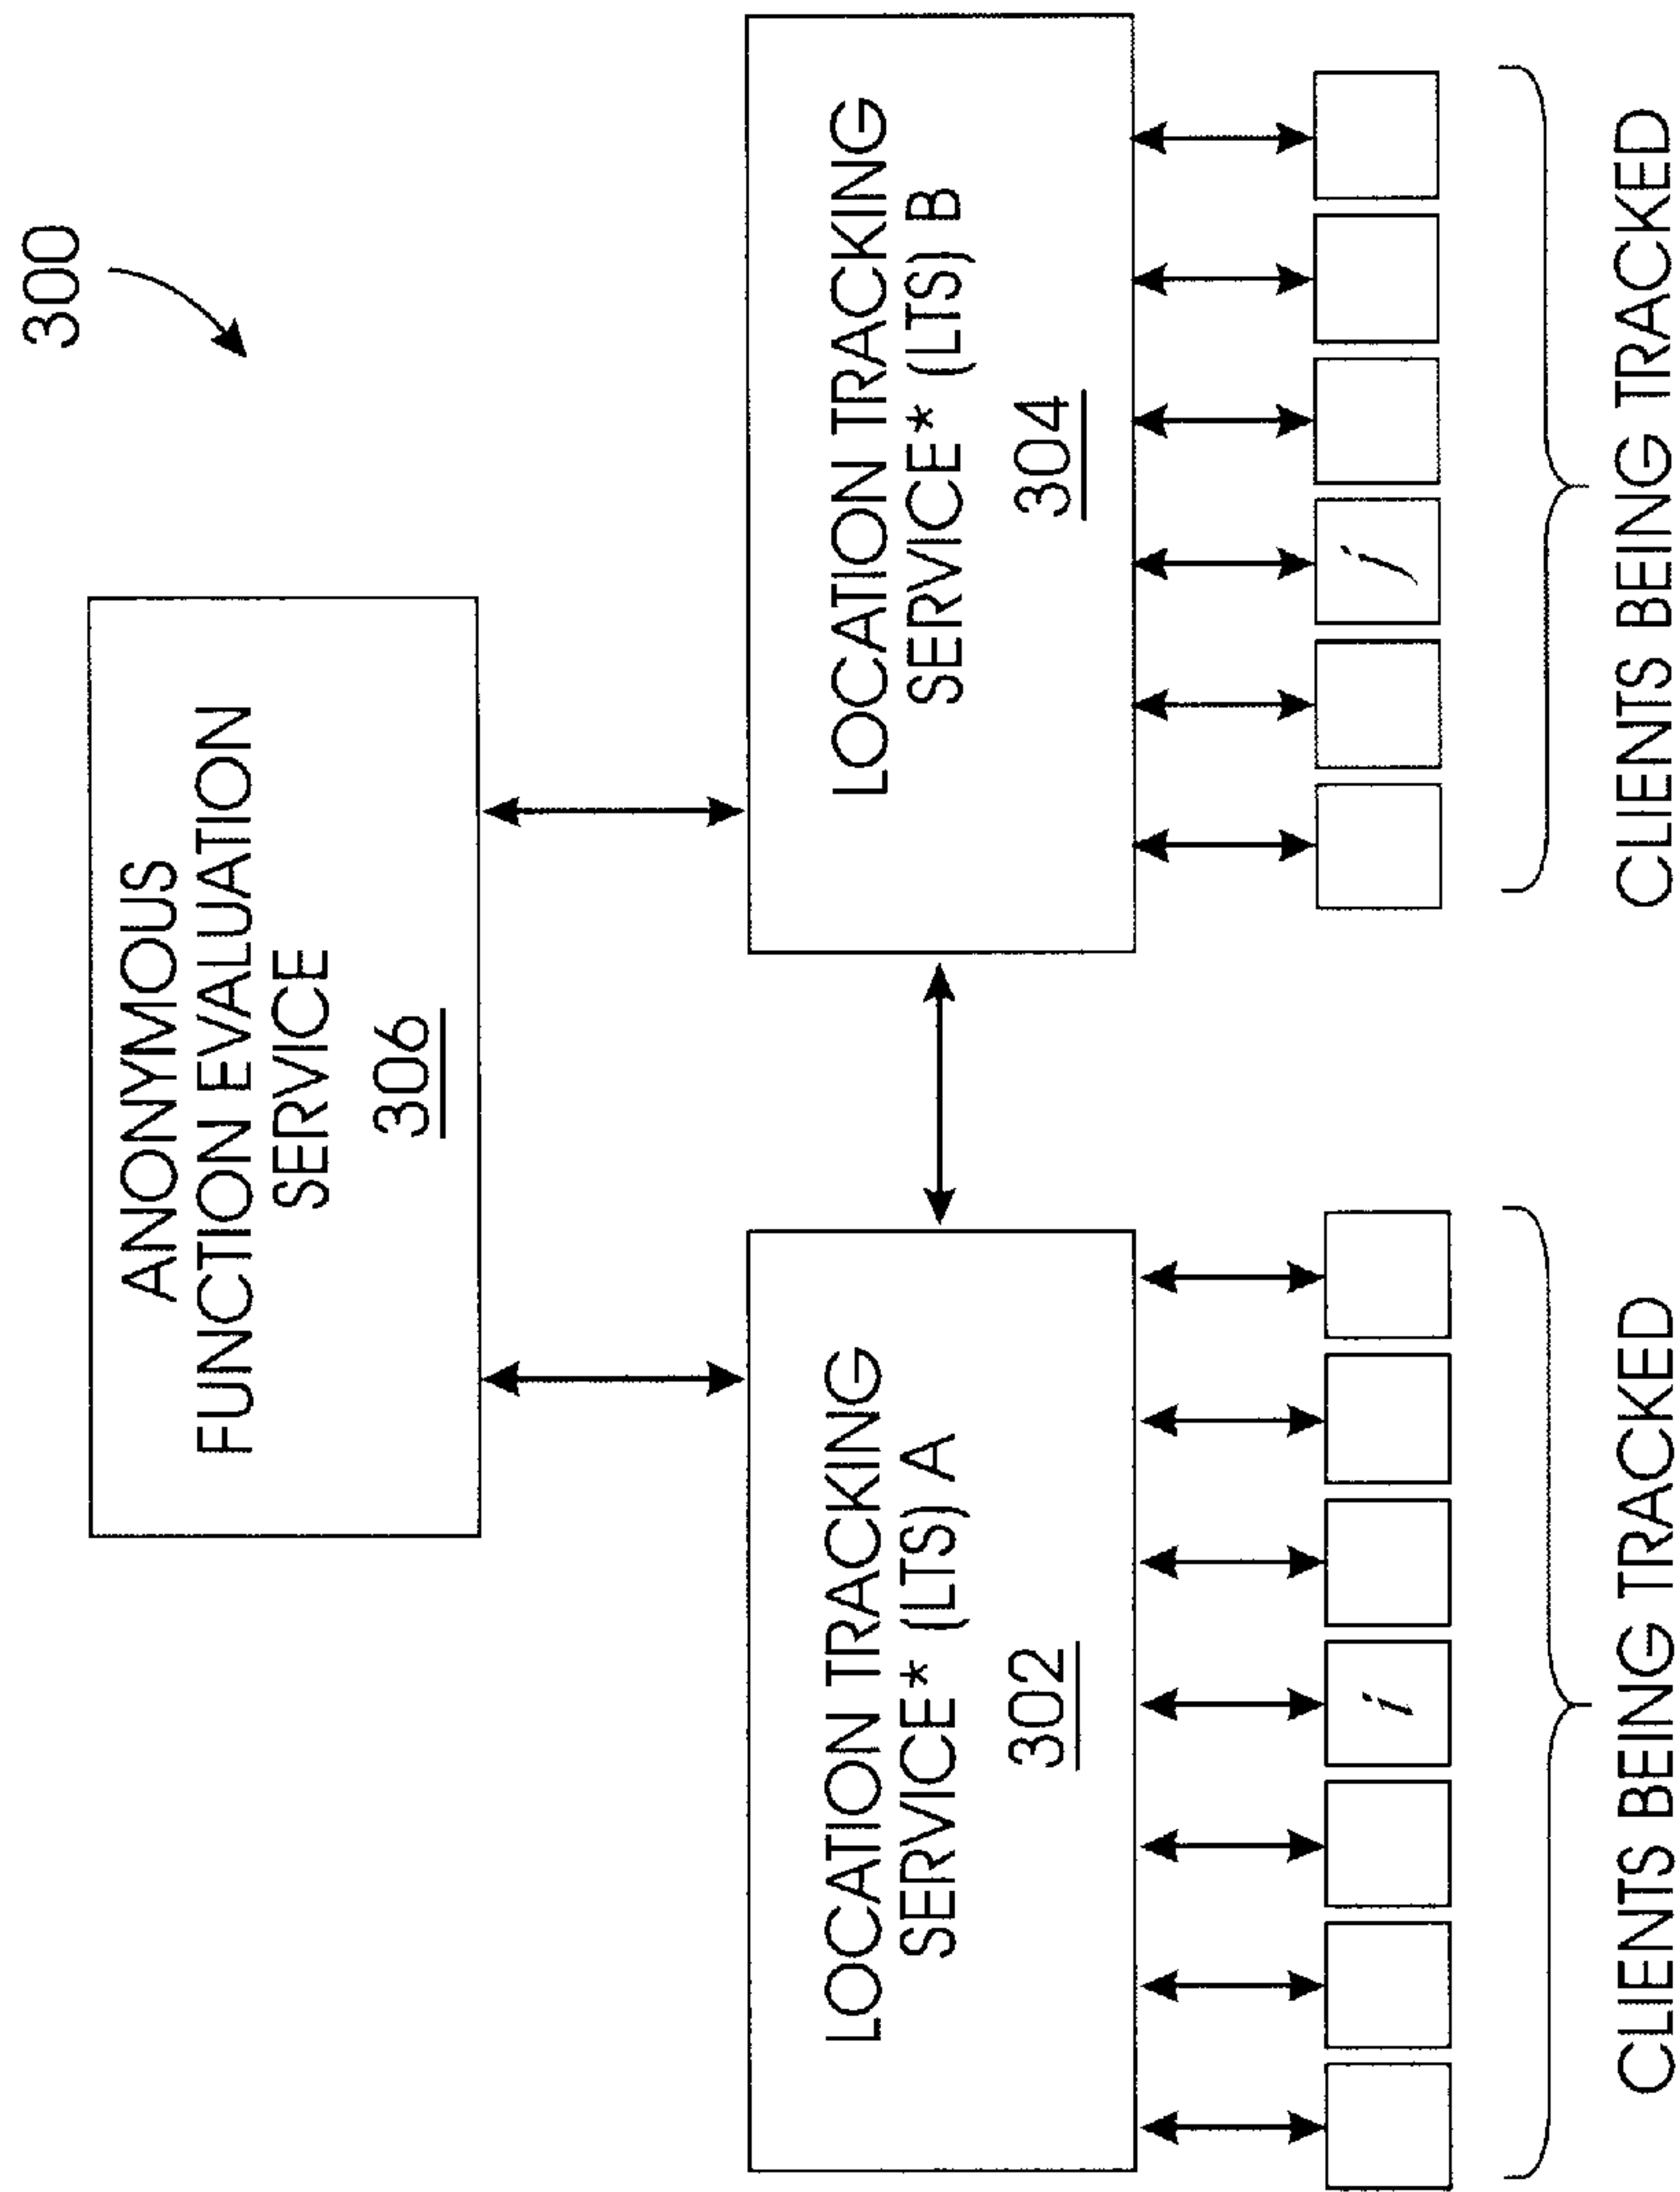 300
ANONYMOUS
FUNCTION EVALUATION
SERVICE
306
LOCATION TRACKING
SERVICE* (LTS) A
302
LOCATION TRACKING
SERVICE* (LTS) B
304
i
j
CLIENTS BEING TRACKED
CLIENTS BEING TRACKED